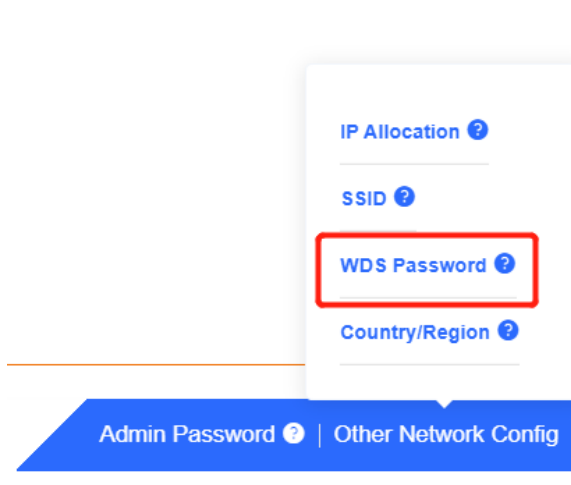 IP Allocation ?
SSID ?
WDS Password ?
Country/Region ?
Admin Password ? | Other Network Config